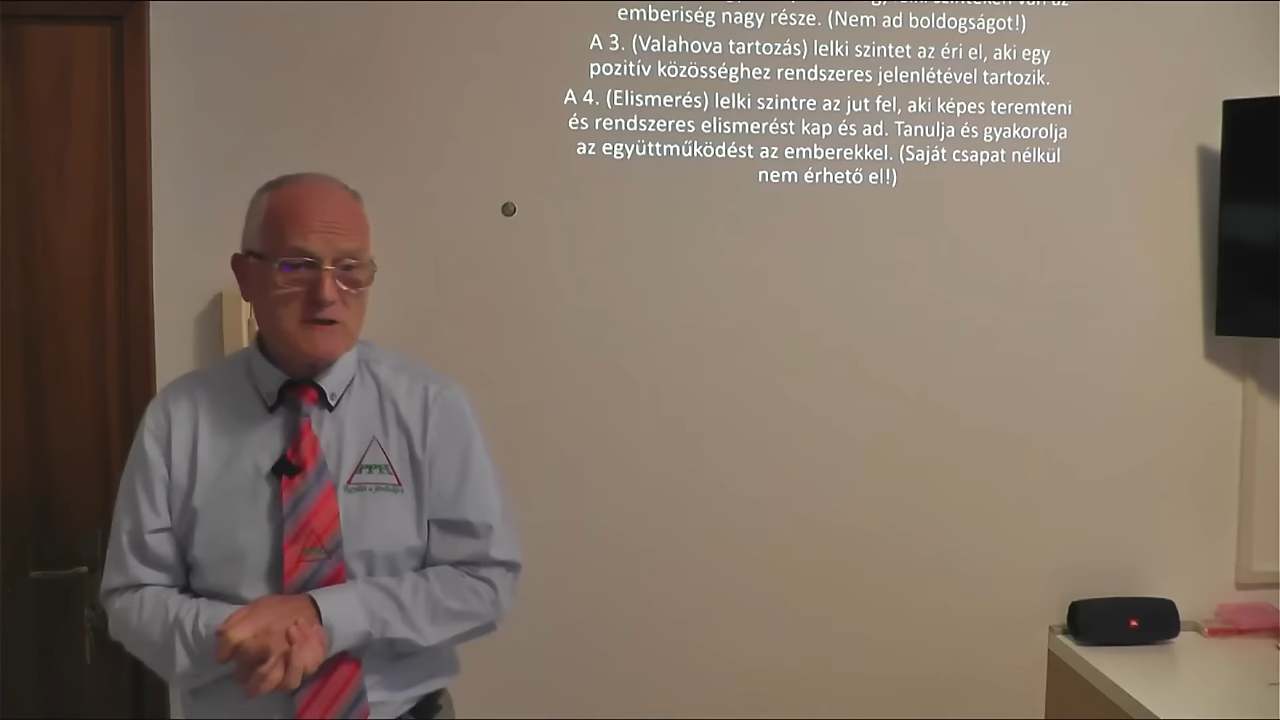 emberiség nagy része. (Nem ad boldogságot!)
A 3. (Valahova tartozás) lelki szintet az éri el, aki egy
pozitív közösséghez rendszeres jelenlétével tartozik.
A 4. (Elismerés) lelki szintre az jut fel, aki képes teremteni
és rendszeres elismerést kap és ad. Tanulja és gyakorolja
az együttműködést az emberekkel. (Saját csapat nélkül
nem érhető el!)
JBL